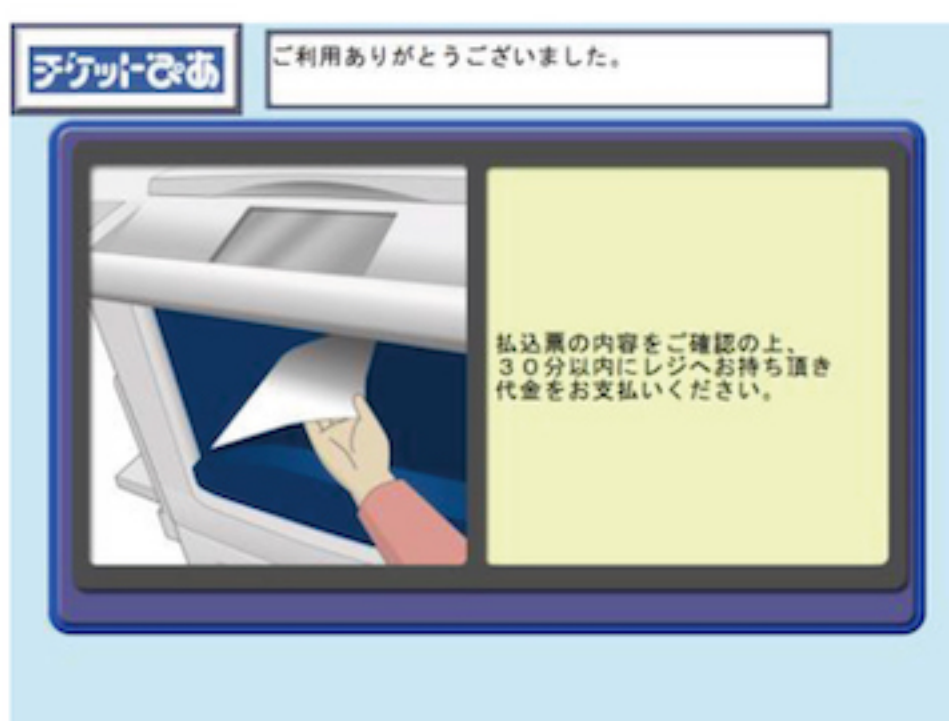 チケットぴあ
ご利用ありがとうございました。
払込票の内容をご確認の上、
30分以内にレジへお持ち頂き
代金をお支払いください。